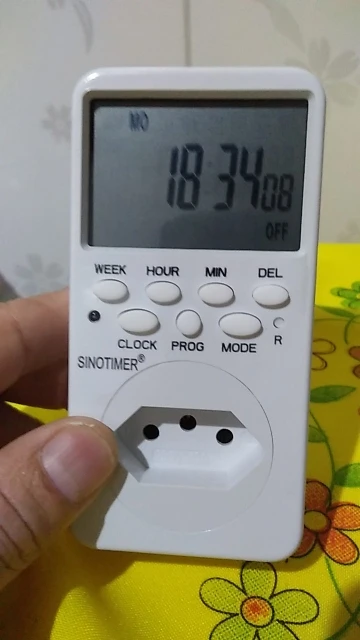 MO
18:34 08
OFF
WEEK HOUR MIN DEL
CLOCK PROG MODE R
SINOTIMER®